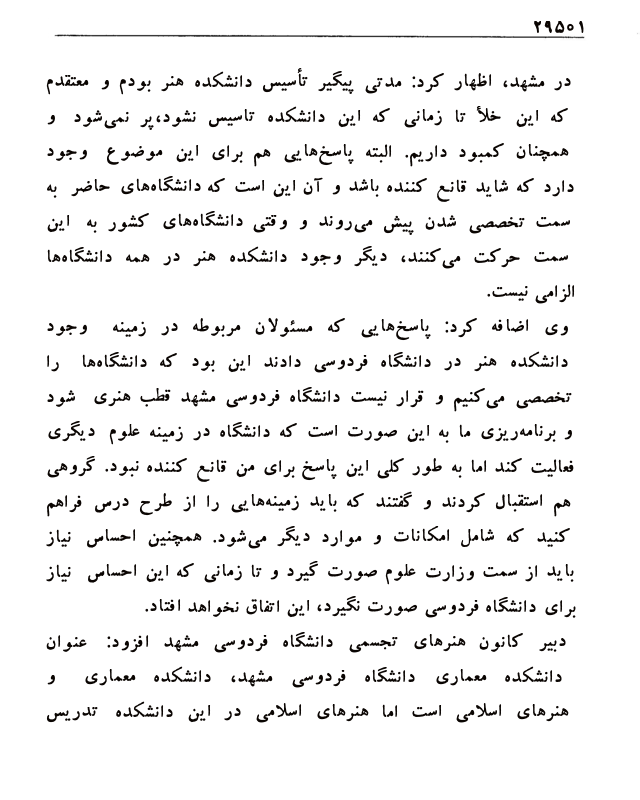 ۲۹۵۰۱
در مشهد، اظهار کرد: مدتی پیگیر تأسیس دانشکده هنر بودم و معتقدم
که این خلأ تا زمانی که این دانشکده تاسیس نشود،پر نمی‌شود و
همچنان کمبود داریم. البته پاسخ‌هایی هم برای این موضوع وجود
دارد که شاید قانع کننده باشد و آن این است که دانشگاه‌های حاضر به
سمت تخصصی شدن پیش می‌روند و وقتی دانشگاه‌های کشور به این
سمت حرکت می‌کنند، دیگر وجود دانشکده هنر در همه دانشگاه‌ها
الزامی نیست.
وی اضافه کرد: پاسخ‌هایی که مسئولان مربوطه در زمینه وجود
دانشکده هنر در دانشگاه فردوسی دادند این بود که دانشگاه‌ها را
تخصصی می‌کنیم و قرار نیست دانشگاه فردوسی مشهد قطب هنری شود
و برنامه‌ریزی ما به این صورت است که دانشگاه در زمینه علوم دیگری
فعالیت کند اما به طور کلی این پاسخ برای من قانع کننده نبود. گروهی
هم استقبال کردند و گفتند که باید زمینه‌هایی را از طرح درس فراهم
کنید که شامل امکانات و موارد دیگر می‌شود. همچنین احساس نیاز
باید از سمت وزارت علوم صورت گیرد و تا زمانی که این احساس نیاز
برای دانشگاه فردوسی صورت نگیرد، این اتفاق نخواهد افتاد.
دبیر کانون هنرهای تجسمی دانشگاه فردوسی مشهد افزود: عنوان
دانشکده معماری دانشگاه فردوسی مشهد، دانشکده معماری و
هنرهای اسلامی است اما هنرهای اسلامی در این دانشکده تدریس